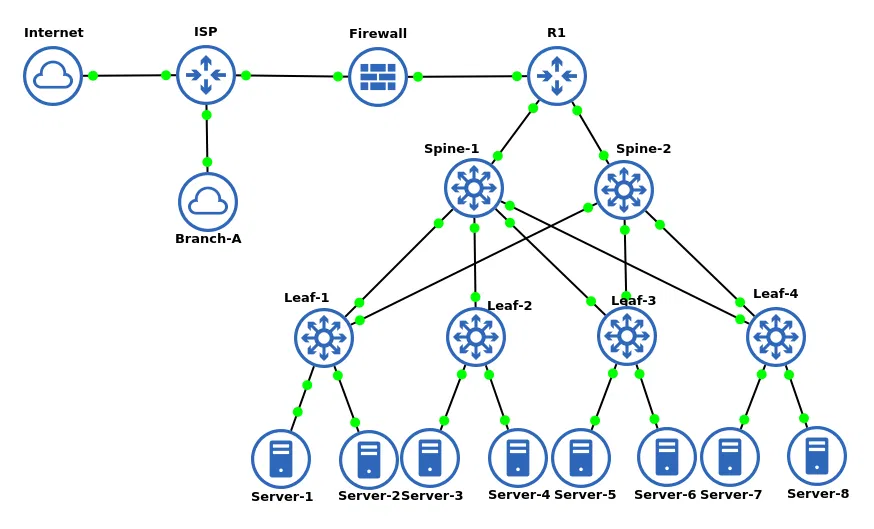 Internet
ISP
Firewall
R1
Spine-1
Spine-2
Branch-A
Leaf-1
Leaf-2
Leaf-3
Leaf-4
Server-1
Server-2
Server-3
Server-4
Server-5
Server-6
Server-7
Server-8